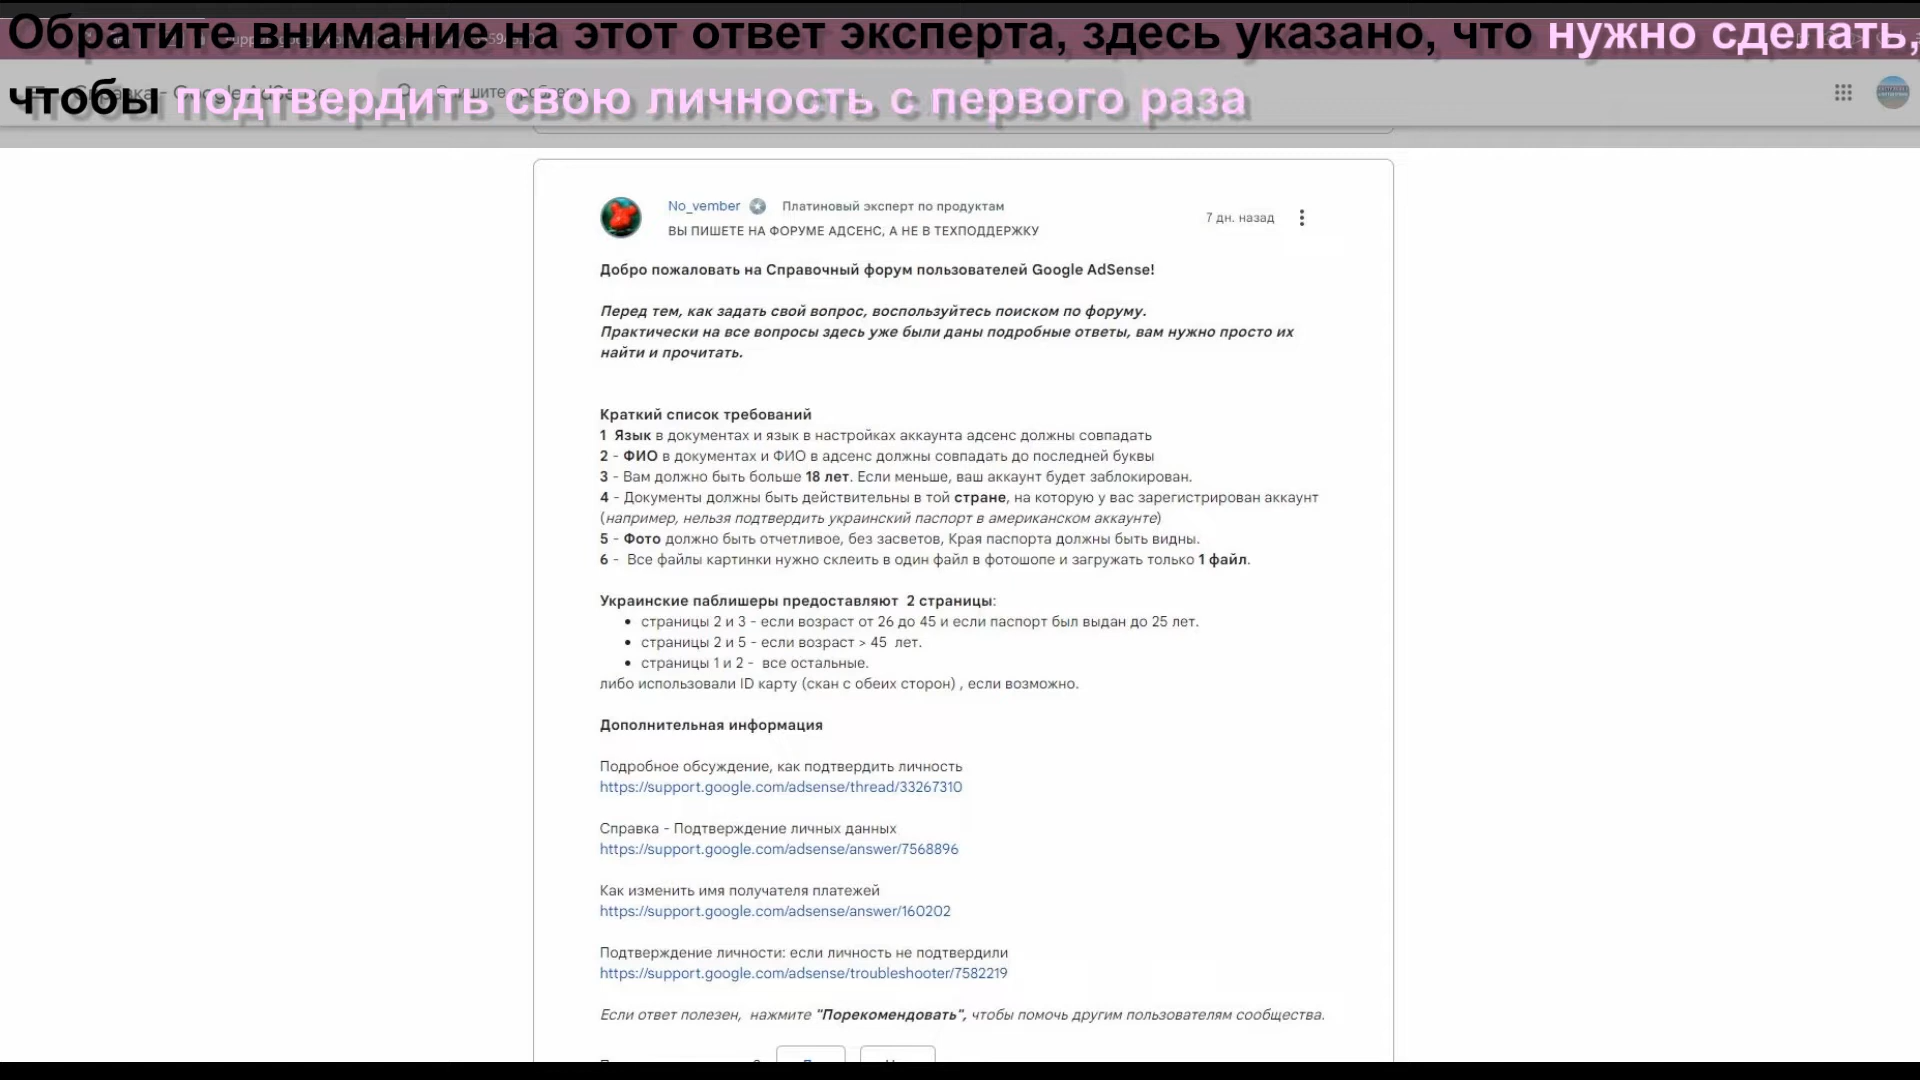 Обратите внимание на этот ответ эксперта, здесь указано, что нужно сделать,
чтобы подтвердить свою личность с первого раза
No_vember Платиновый эксперт по продуктам
7 дн. назад
ВЫ ПИШЕТЕ НА ФОРУМЕ АДСЕНС, А НЕ В ТЕХПОДДЕРЖКУ
Добро пожаловать на Справочный форум пользователей Google AdSense!
Перед тем, как задать свой вопрос, воспользуйтесь поиском по форуму.
Практически на все вопросы здесь уже были даны подробные ответы, вам нужно просто их
найти и прочитать.
Краткий список требований
1 Язык в документах и язык в настройках аккаунта адсенс должны совпадать
2 - ФИО в документах и ФИО в адсенс должны совпадать до последней буквы
3 - Вам должно быть больше 18 лет. Если меньше, ваш аккаунт будет заблокирован.
4 - Документы должны быть действительны в той стране, на которую у вас зарегистрирован аккаунт
(например, нельзя подтвердить украинский паспорт в американском аккаунте)
5 - Фото должно быть отчетливое, без засветов, Края паспорта должны быть видны.
6 - Все файлы картинки нужно склеить в один файл в фотошопе и загружать только 1 файл.
Украинские паблишеры предоставляют 2 страницы:
• страницы 2 и 3 - если возраст от 26 до 45 и если паспорт был выдан до 25 лет.
• страницы 2 и 5 - если возраст > 45 лет.
• страницы 1 и 2 - все остальные.
либо использовали ID карту (скан с обеих сторон) , если возможно.
Дополнительная информация
Подробное обсуждение, как подтвердить личность
https://support.google.com/adsense/thread/33267310
Справка - Подтверждение личных данных
https://support.google.com/adsense/answer/7568896
Как изменить имя получателя платежей
https://support.google.com/adsense/answer/160202
Подтверждение личности: если личность не подтвердили
https://support.google.com/adsense/troubleshooter/7582219
Если ответ полезен, нажмите "Порекомендовать", чтобы помочь другим пользователям сообщества.